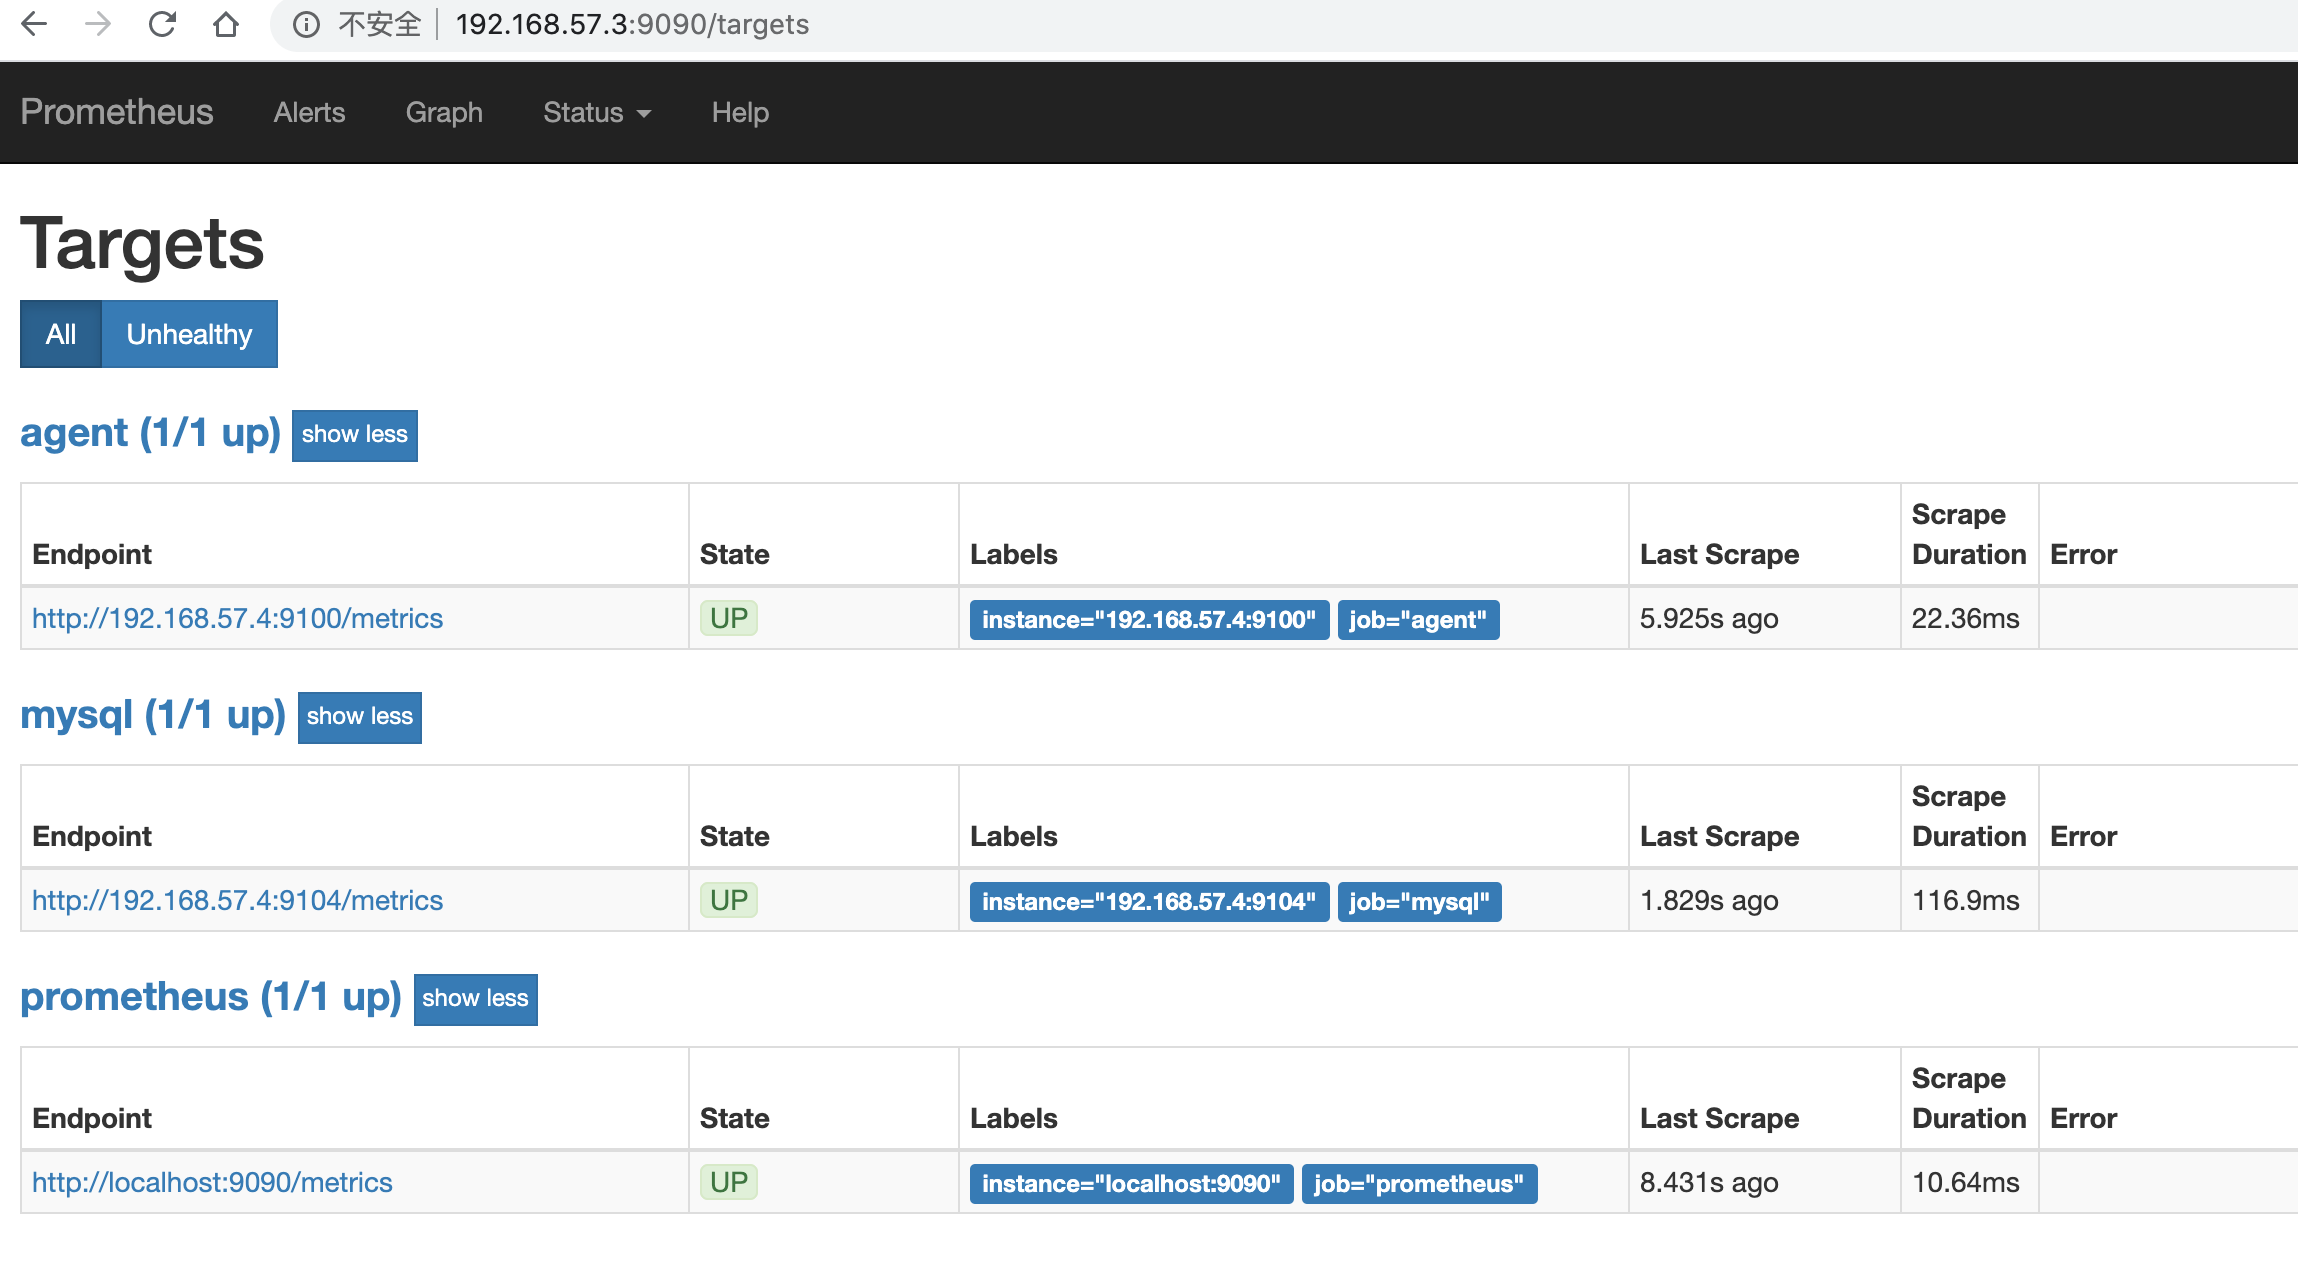 不安全 192.168.57.3:9090/targets
Prometheus Alerts Graph Status Help
Targets
All Unhealthy
agent (1/1 up) show less
Endpoint State Labels Last Scrape Scrape Duration Error
http://192.168.57.4:9100/metrics UP instance="192.168.57.4:9100" job="agent" 5.925s ago 22.36ms
mysql (1/1 up) show less
Endpoint State Labels Last Scrape Scrape Duration Error
http://192.168.57.4:9104/metrics UP instance="192.168.57.4:9104" job="mysql" 1.829s ago 116.9ms
prometheus (1/1 up) show less
Endpoint State Labels Last Scrape Scrape Duration Error
http://localhost:9090/metrics UP instance="localhost:9090" job="prometheus" 8.431s ago 10.64ms